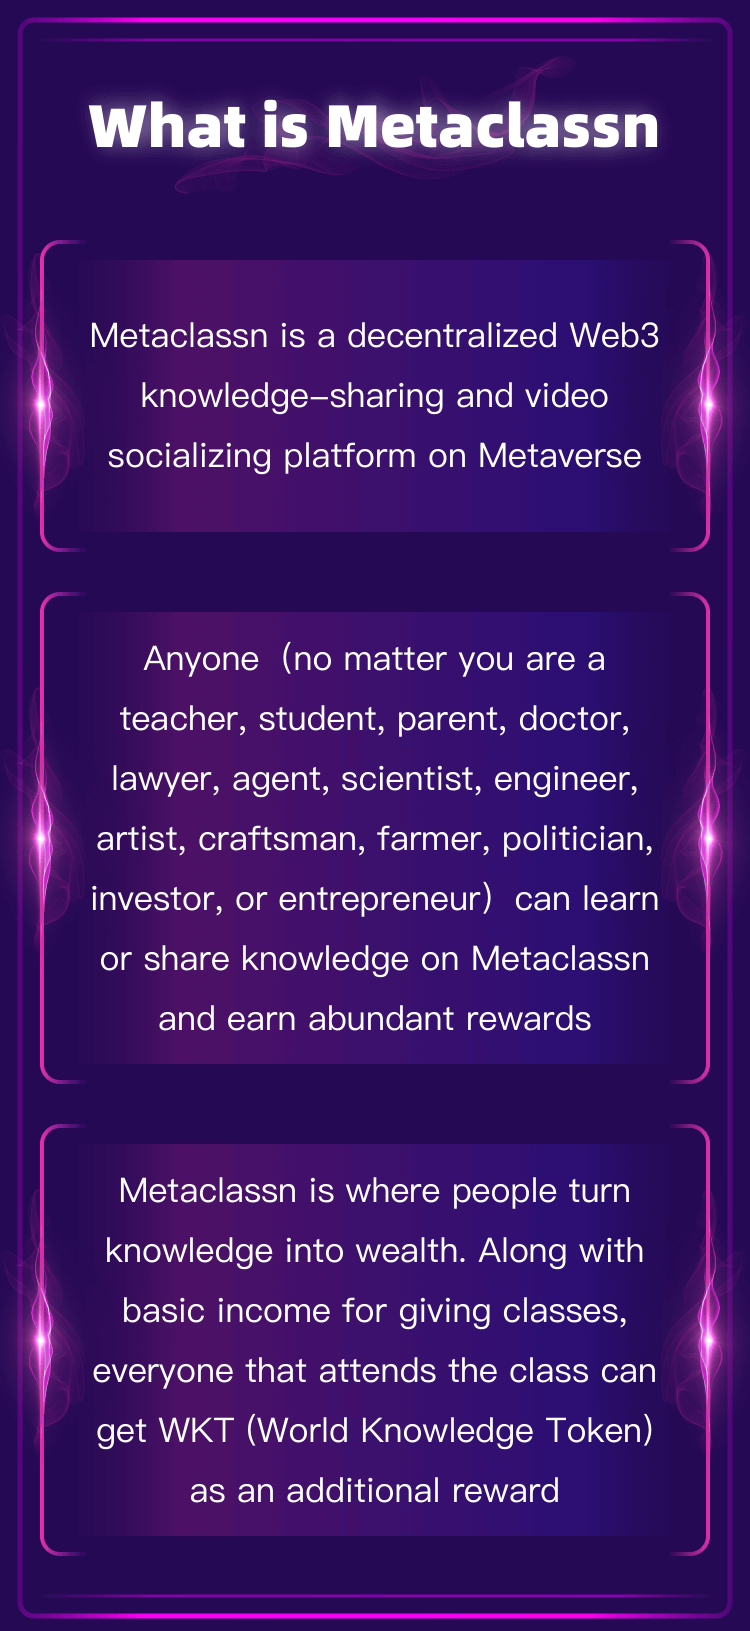 What is Metaclassn
Metaclassn is a decentralized Web3
knowledge–sharing and video
socializing platform on Metaverse
Anyone（no matter you are a
teacher, student, parent, doctor,
lawyer, agent, scientist, engineer,
artist, craftsman, farmer, politician,
investor, or entrepreneur）can learn
or share knowledge on Metaclassn
and earn abundant rewards
Metaclassn is where people turn
knowledge into wealth. Along with
basic income for giving classes,
everyone that attends the class can
get WKT (World Knowledge Token)
as an additional reward